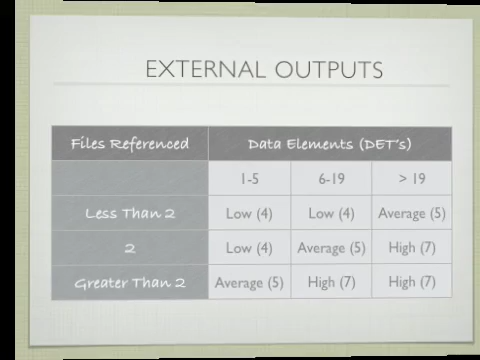 EXTERNAL OUTPUTS
Files Referenced Data Elements (DET's)
1-5 6-19 > 19
Less Than 2 Low (4) Low (4) Average (5)
2 Low (4) Average (5) High (7)
Greater Than 2 Average (5) High (7) High (7)